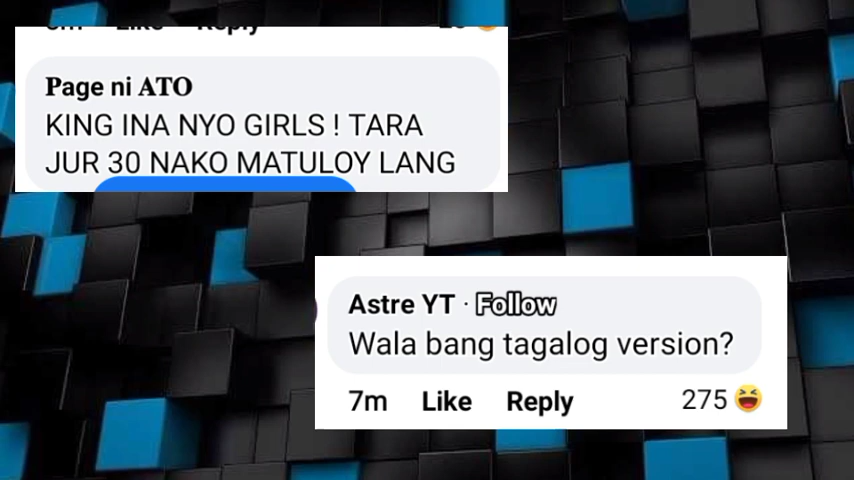 Page ni ATO
KING INA NYO GIRLS ! TARA
JUR 30 NAKO MATULOY LANG
Astre YT · Follow
Wala bang tagalog version?
7m Like Reply 275